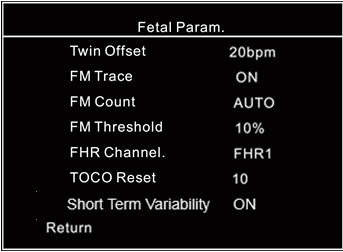 Fetal Param.
Twin Offset 20bpm
FM Trace ON
FM Count AUTO
FM Threshold 10%
FHR Channel. FHR1
TOCO Reset 10
Short Term Variability ON
Return